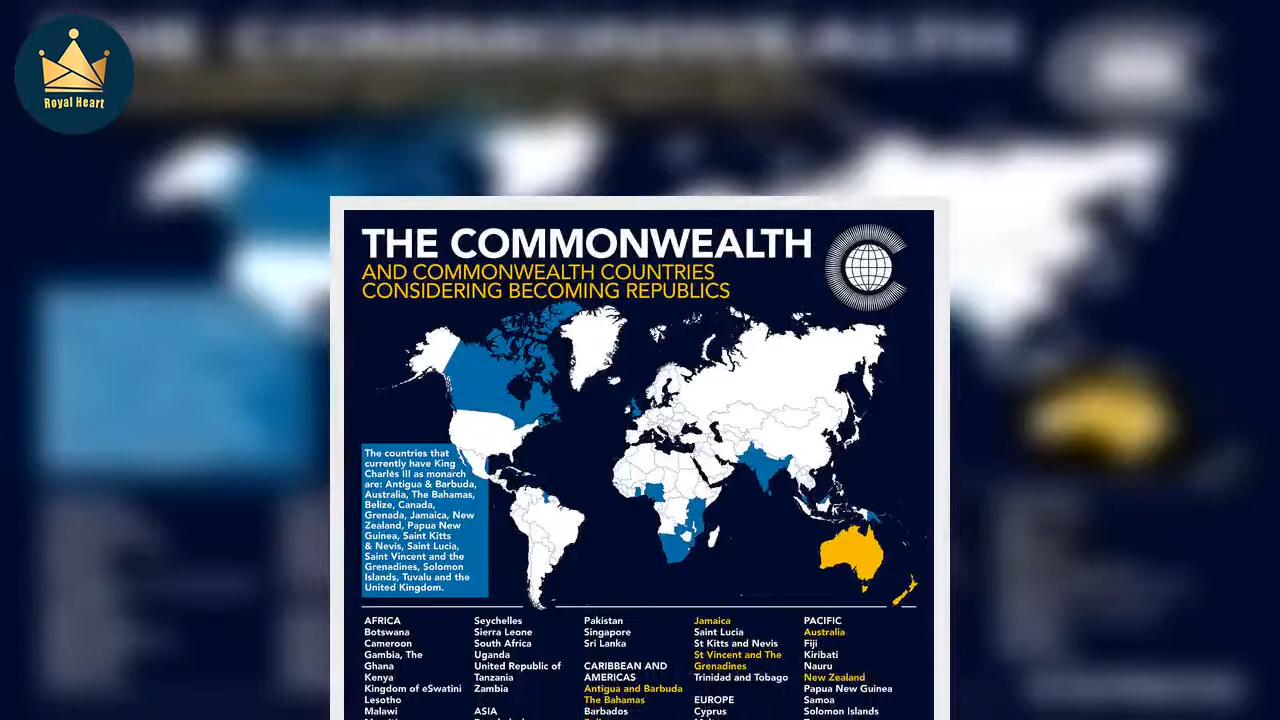 Royal Heart
THE COMMONWEALTH
AND COMMONWEALTH COUNTRIES
CONSIDERING BECOMING REPUBLICS
The countries that
currently have King
Charles III as monarch
are: Antigua & Barbuda,
Australia, The Bahamas,
Belize, Canada,
Grenada, Jamaica, New
Zealand, Papua New
Guinea, Saint Kitts
& Nevis, Saint Lucia,
Saint Vincent and the
Grenadines, Solomon
Islands, Tuvalu and the
United Kingdom.
AFRICA
Botswana
Cameroon
Gambia, The
Ghana
Kenya
Kingdom of eSwatini
Lesotho
Malawi
Seychelles
Sierra Leone
South Africa
Uganda
United Republic of
Tanzania
Zambia
ASIA
Pakistan
Singapore
Sri Lanka
CARIBBEAN AND
AMERICAS
Antigua and Barbuda
The Bahamas
Barbados
Jamaica
Saint Lucia
St Kitts and Nevis
St Vincent and The
Grenadines
Trinidad and Tobago
EUROPE
Cyprus
PACIFIC
Australia
Fiji
Kiribati
Nauru
New Zealand
Papua New Guinea
Samoa
Solomon Islands